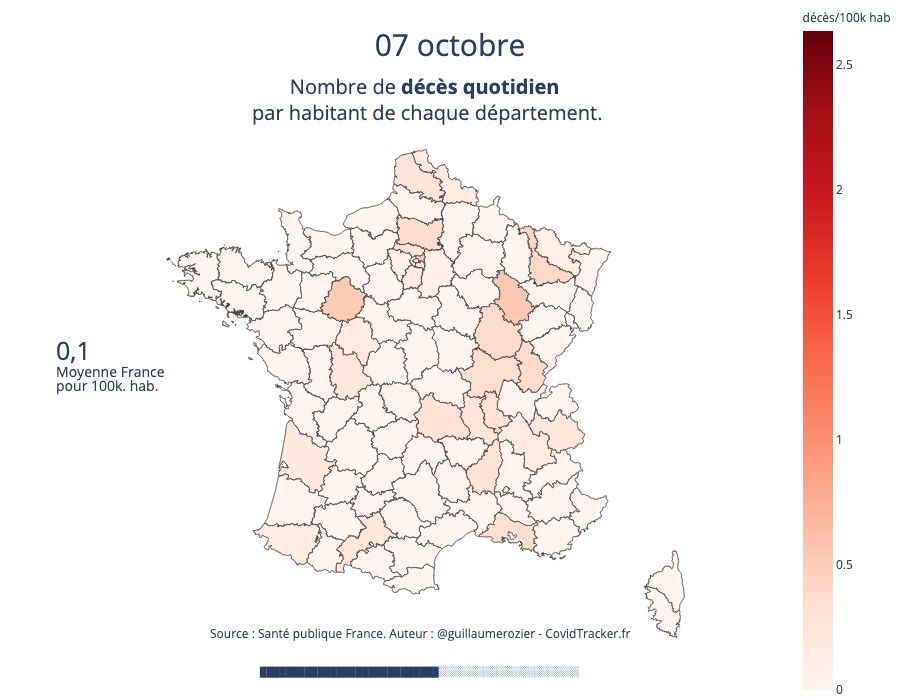 décès/100k hab
07 octobre
Nombre de décès quotidien
par habitant de chaque département.
2.5
2
1.5
1
0.5
0
0,1
Moyenne France
pour 100k. hab.
Source : Santé publique France. Auteur : @guillaumerozier - CovidTracker.fr